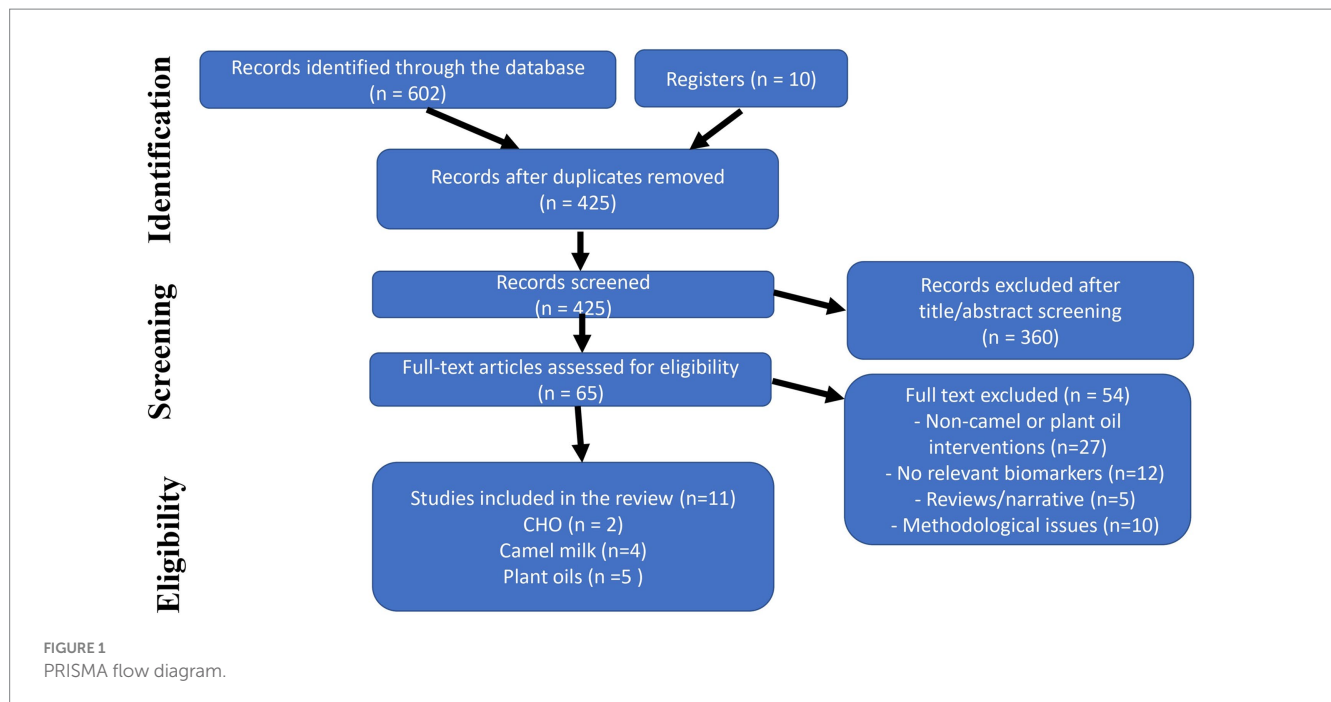 Identification
Records identified through the database
(n = 602)
Registers (n = 10)
Records after duplicates removed
(n = 425)
Screening
Records screened
(n = 425)
Records excluded after
title/abstract screening
(n = 360)
Full-text articles assessed for eligibility
(n = 65)
Full text excluded (n = 54)
- Non-camel or plant oil
interventions (n=27)
- No relevant biomarkers (n=12)
- Reviews/narrative (n=5)
- Methodological issues (n=10)
Eligibility
Studies included in the review (n=11)
CHO (n = 2)
Camel milk (n=4)
Plant oils (n =5 )
FIGURE 1
PRISMA flow diagram.